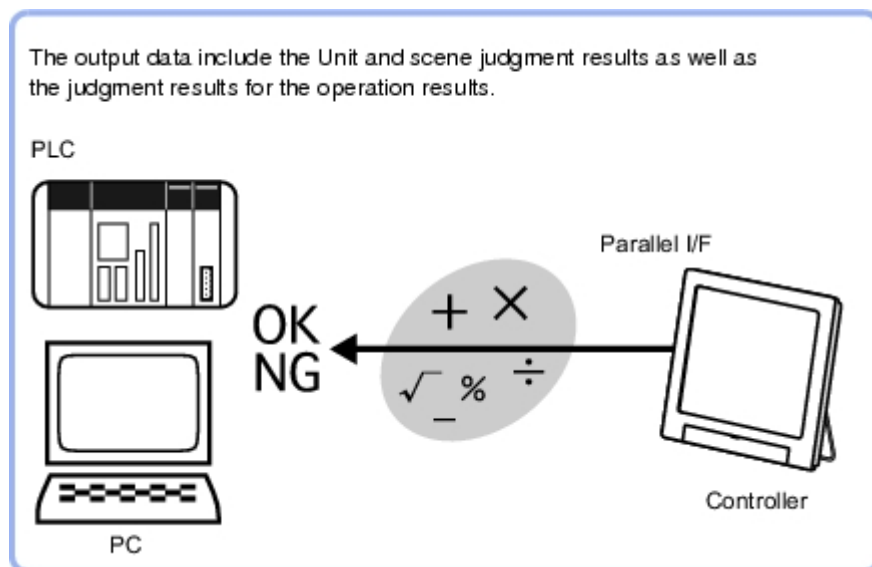 The output data include the Unit and scene judgment results as well as
the judgment results for the operation results.
PLC
Parallel I/F
+ ×
OK
NG
√ % ÷
−
Controller
PC